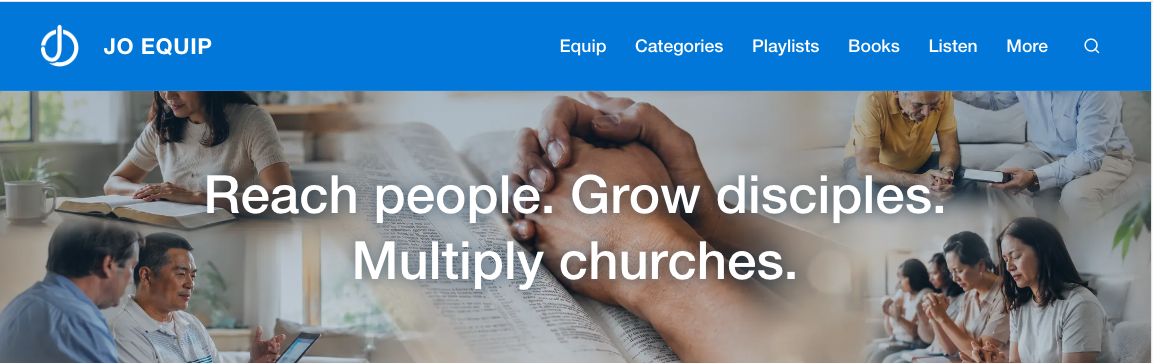 JO EQUIP
Equip Categories Playlists Books Listen More
Reach people. Grow disciples.
Multiply churches.